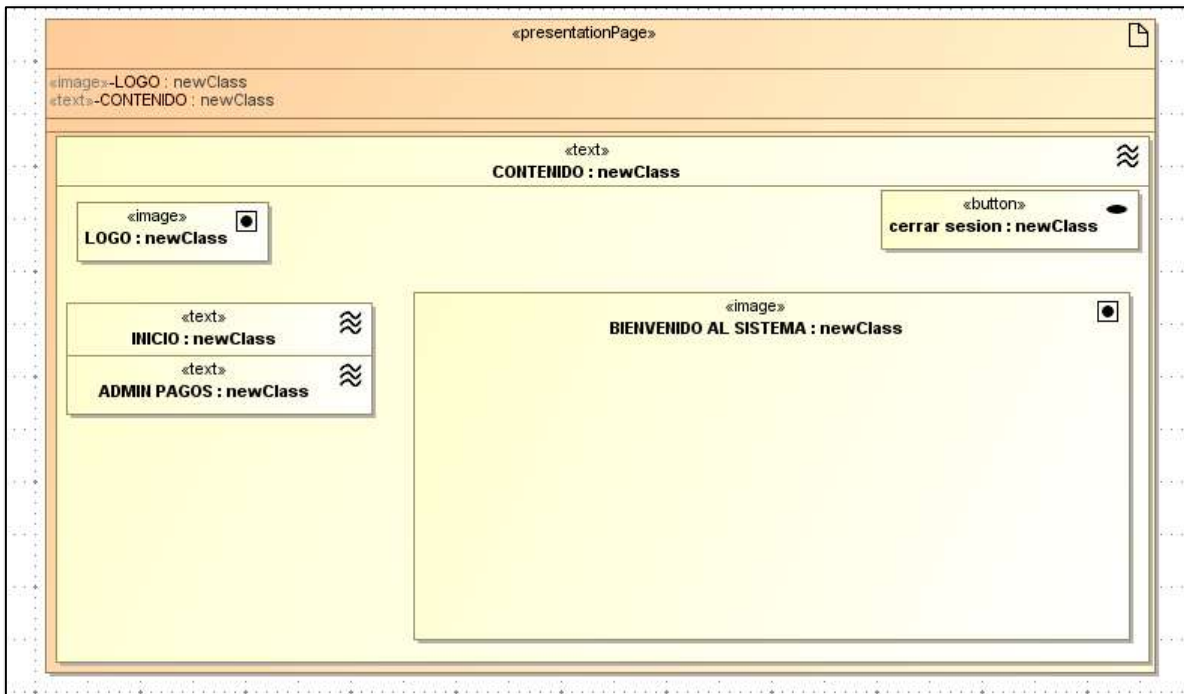 «presentationPage»
«image»-LOGO : newClass
«text»-CONTENIDO : newClass
«text»
CONTENIDO : newClass
«image»
LOGO : newClass
«button»
cerrar sesion : newClass
«text»
INICIO : newClass
«text»
ADMIN PAGOS : newClass
«image»
BIENVENIDO AL SISTEMA : newClass